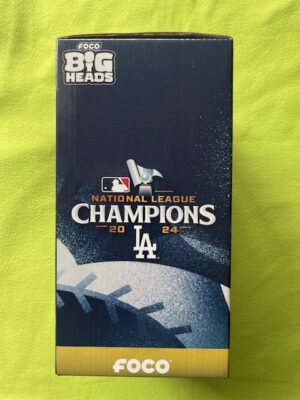 FOCO
BIG
HEADS
NATIONAL LEAGUE
CHAMPIONS
20 24
LA
FOCO